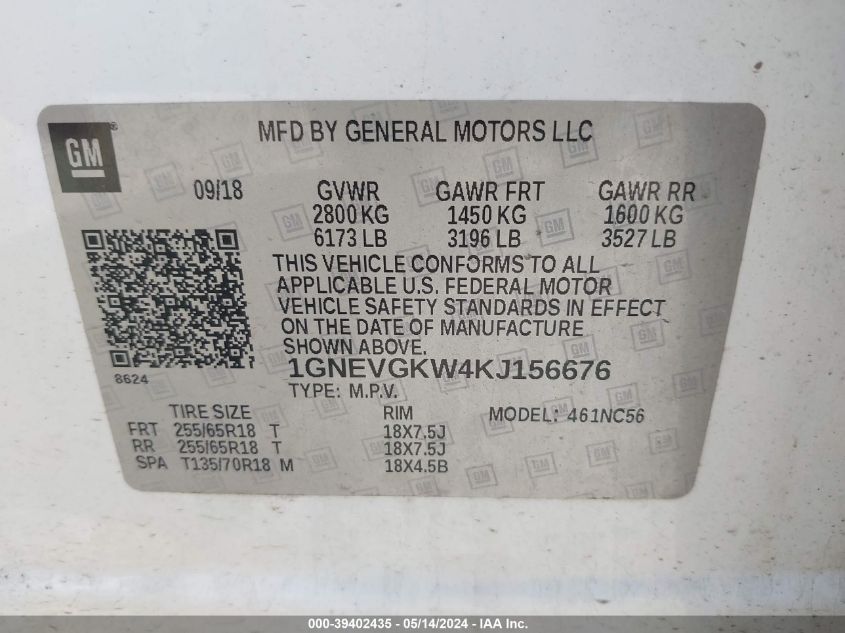 GM ®
MFD BY GENERAL MOTORS LLC
09/18 GVWR GAWR FRT GAWR RR
2800 KG 1450 KG 1600 KG
6173 LB 3196 LB 3527 LB
THIS VEHICLE CONFORMS TO ALL
APPLICABLE U.S. FEDERAL MOTOR
VEHICLE SAFETY STANDARDS IN EFFECT
ON THE DATE OF MANUFACTURE
SHOWN ABOVE.
8624
1GNEVGKW4KJ156676
TYPE: M.P.V.
TIRE SIZE RIM MODEL: 461NC56
FRT 255/65R18 T 18X7.5J
RR 255/65R18 T 18X7.5J
SPA T135/70R18 M 18X4.5B
000-39402435 - 05/14/2024 - IAA Inc.